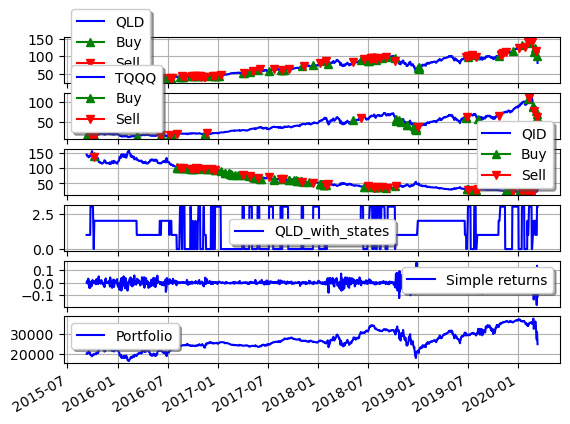 QLD
Buy
Sell
150
100
50
TQQQ
Buy
Sell
100
50
QID
Buy
Sell
150
100
50
2.5
0.0
QLD_with_states
0.1
0.0
−0.1
Simple returns
30000
20000
Portfolio
2015-07
2016-01
2016-07
2017-01
2017-07
2018-01
2018-07
2019-01
2019-07
2020-01